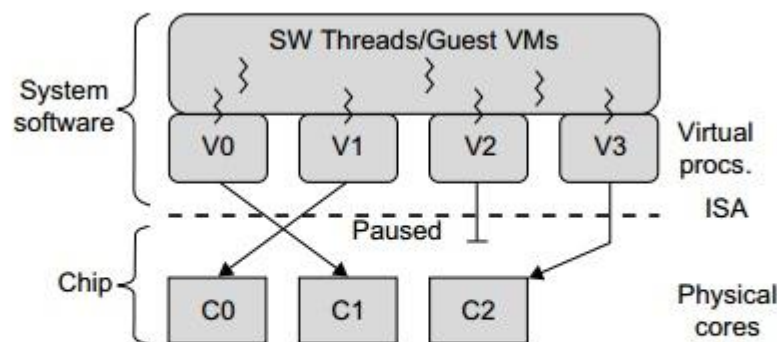 SW Threads/Guest VMs
System
software
V0
V1
V2
V3
Virtual
procs.
ISA
Paused
Chip
C0
C1
C2
Physical
cores